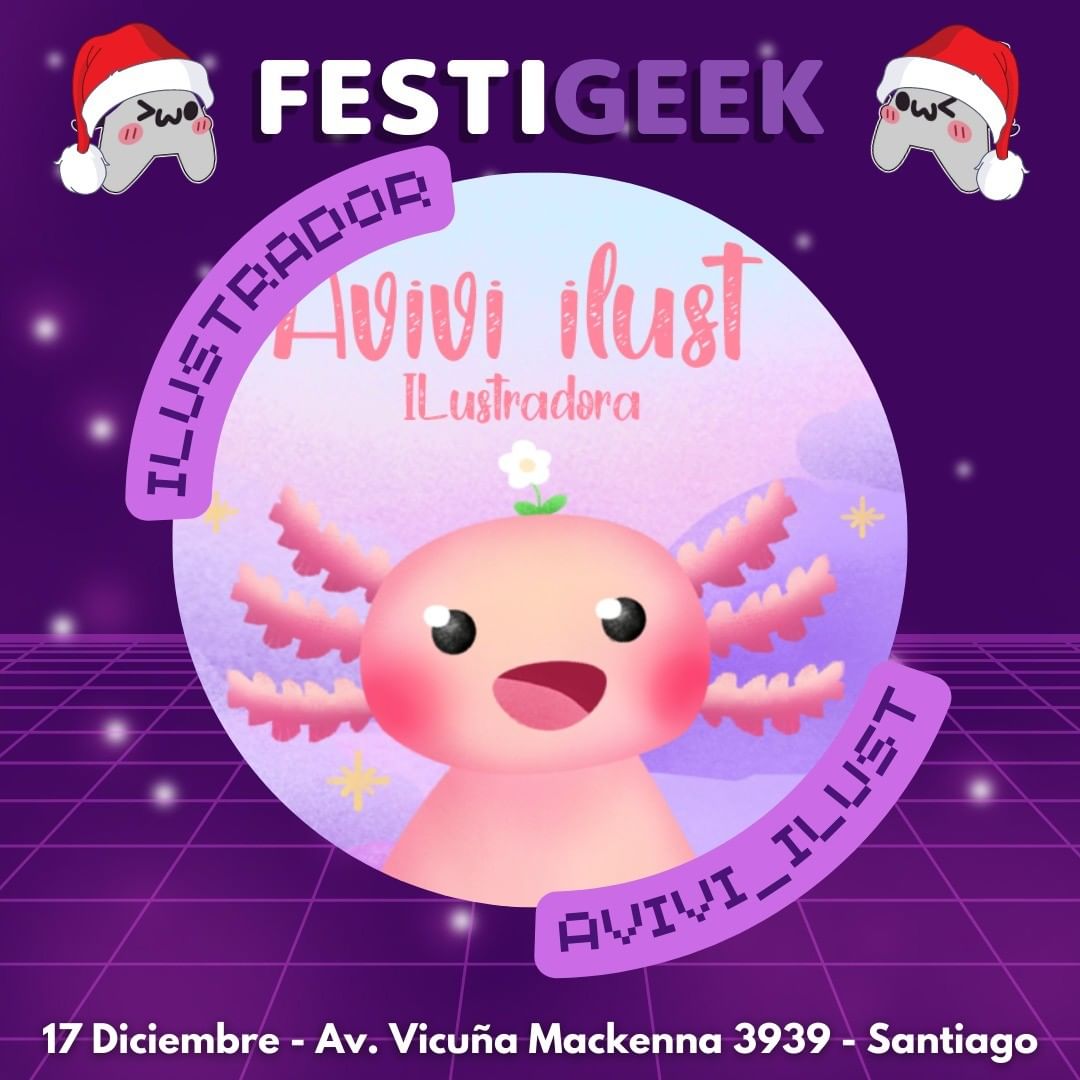 FESTIGEEK
ILUSTRADOR
Avivi ilust
ILustradora
AVIVI_ILUST
17 Diciembre - Av. Vicuña Mackenna 3939 - Santiago